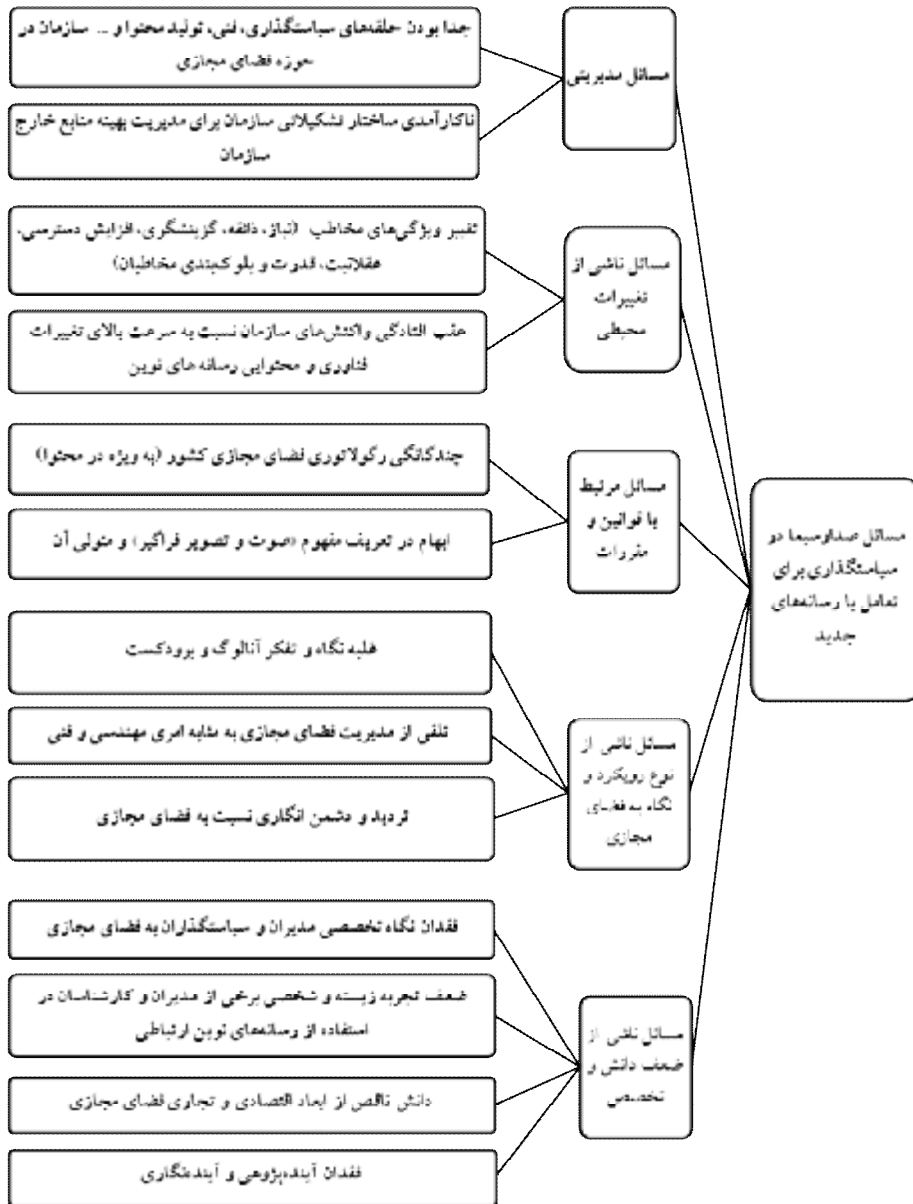 مسائل صداوسیما در
سیاستگذاری برای
تعامل با رسانه‌های
جدید
مسائل مدیریتی
جدا بودن حلقه‌های سیاستگذاری، فنی، تولید محتوا و ... سازمان در
حوزه فضای مجازی
ناکارآمدی ساختار تشکیلاتی سازمان برای مدیریت بهینه منابع خارج
سازمان
مسائل ناشی از
تغییرات
محیطی
تغییر ویژگی‌های مخاطب (نیاز، ذائقه، گزینشگری، افزایش دسترسی،
عقلانیت، قدرت و بلوک‌بندی مخاطبان)
عقب افتادگی واکنش‌های سازمان نسبت به سرعت بالای تغییرات
فناوری و محتوایی رسانه های نوین
مسائل مرتبط
با قوانین و
مقررات
چندگانگی رگولاتوری فضای مجازی کشور (به ویژه در محتوا)
ابهام در تعریف مفهوم «صوت و تصویر فراگیر» و متولی آن
مسائل ناشی از
نوع رویکرد و
نگاه به فضای
مجازی
غلبه نگاه و تفکر آنالوگ و برودکست
تلقی از مدیریت فضای مجازی به مثابه امری مهندسی و فنی
تردید و دشمن انگاری نسبت به فضای مجازی
مسائل ناشی از
ضعف دانش و
تخصص
فقدان نگاه تخصصی مدیران و سیاستگذاران به فضای مجازی
ضعف تجربه زیسته و شخصی برخی از مدیران و کارشناسان در
استفاده از رسانه‌های نوین ارتباطی
دانش ناقص از ابعاد اقتصادی و تجاری فضای مجازی
فقدان آینده‌پژوهی و آینده‌نگاری